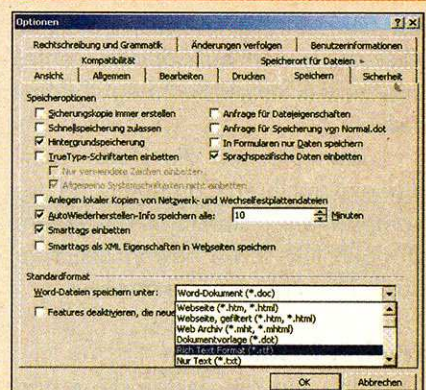 Optionen
Rechtschreibung und Grammatik Änderungen verfolgen Benutzerinformationen
Kompatibilität Speicherort für Dateien
Ansicht Allgemein Bearbeiten Drucken Speichern Sicherheit
Speicheroptionen
Sicherungskopie immer erstellen Anfrage für Dateieigenschaften
Schnellspeicherung zulassen Anfrage für Speicherung von Normal.dot
Hintergrundspeicherung In Formularen nur Daten speichern
TrueType-Schriftarten einbetten Sprachspezifische Daten einbetten
Nur verwendete Zeichen einbetten
Allgemeine Systemschriftarten nicht einbetten
Anlegen lokaler Kopien von Netzwerk- und Wechselfestplattendateien
AutoWiederherstellen-Info speichern alle: 10 Minuten
Smarttags einbetten
Smarttags als XML Eigenschaften in Webseiten speichern
Standardformat
Word-Dateien speichern unter: Word-Dokument (*.doc)
Webseite (*.htm, *.html)
Features deaktivieren, die neue Webseite, gefiltert (*.htm, *.html)
Web Archiv (*.mht, *.mhtml)
Dokumentvorlage (*.dot)
Rich Text Format (*.rtf)
Nur Text (*.txt)
OK Abbrechen